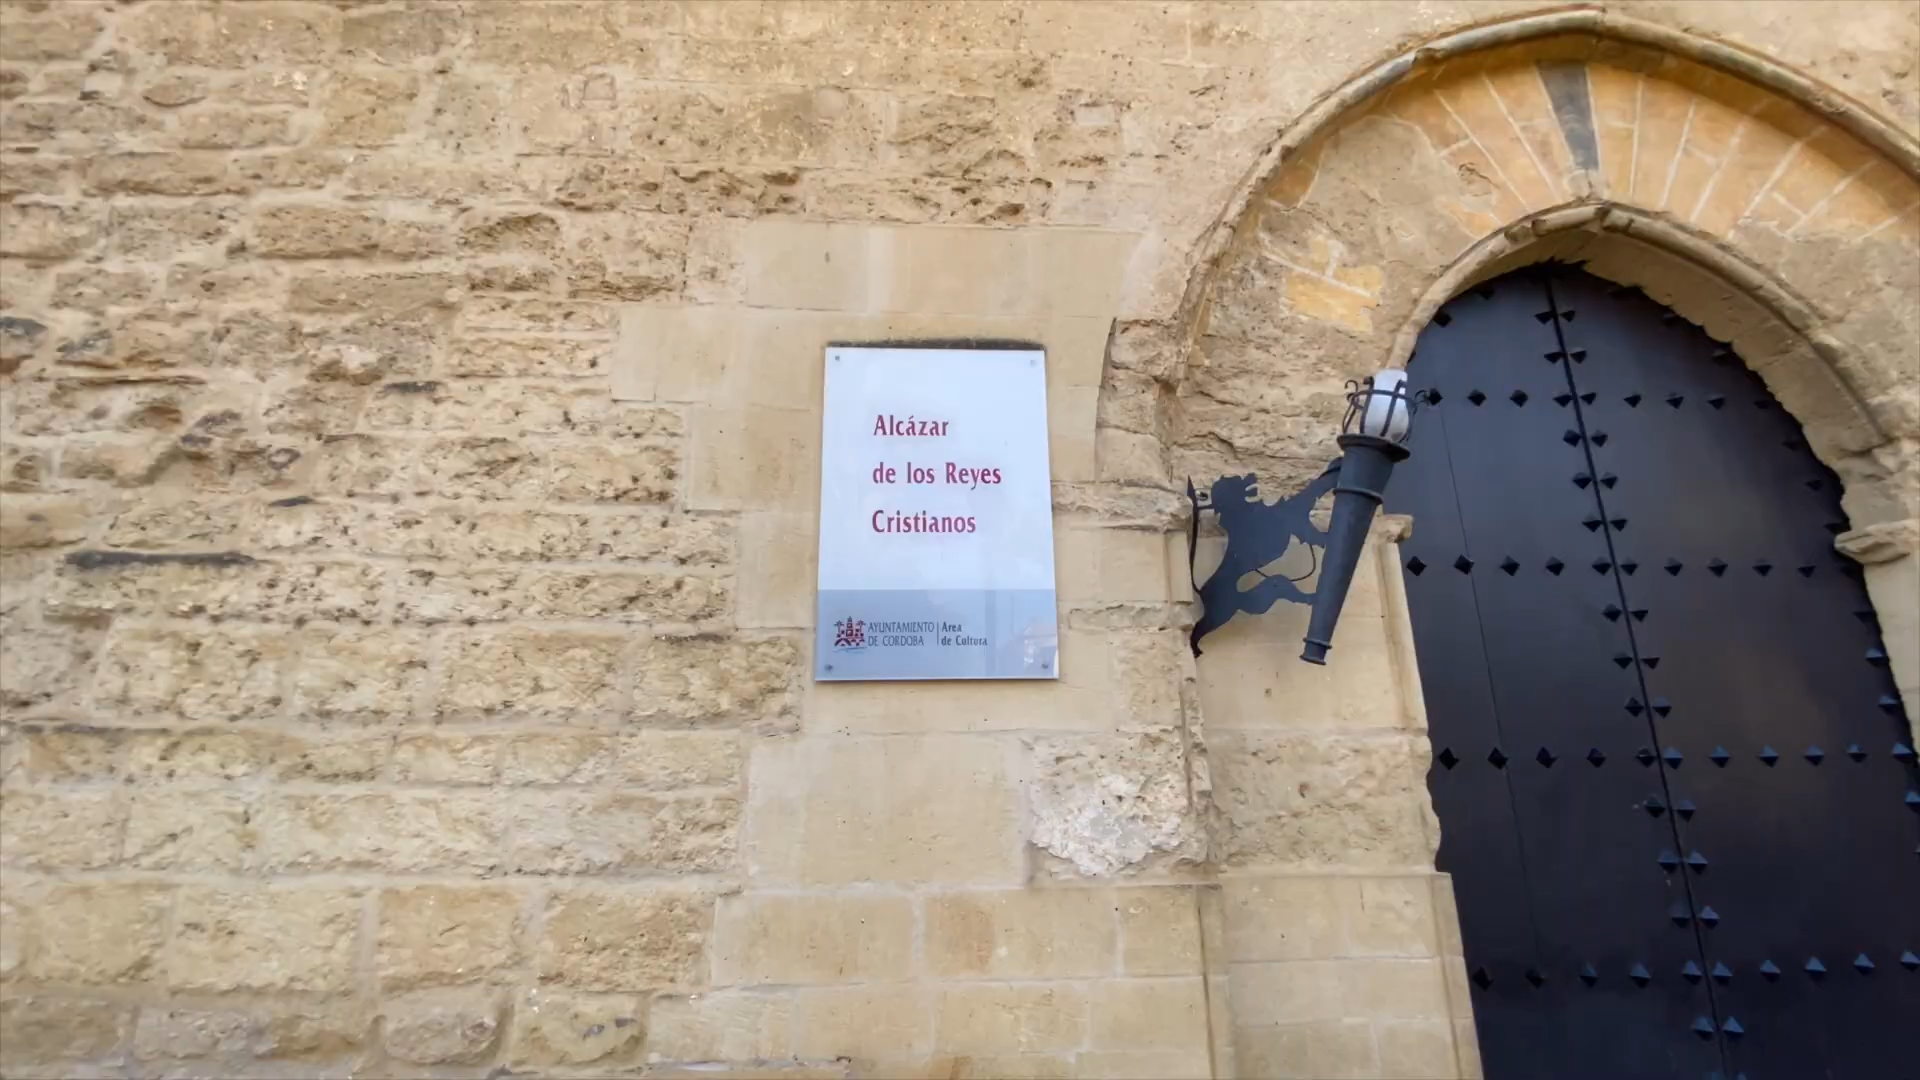 Alcázar
de los Reyes
Cristianos
AYUNTAMIENTO
DE CORDOBA
Area
de Cultura